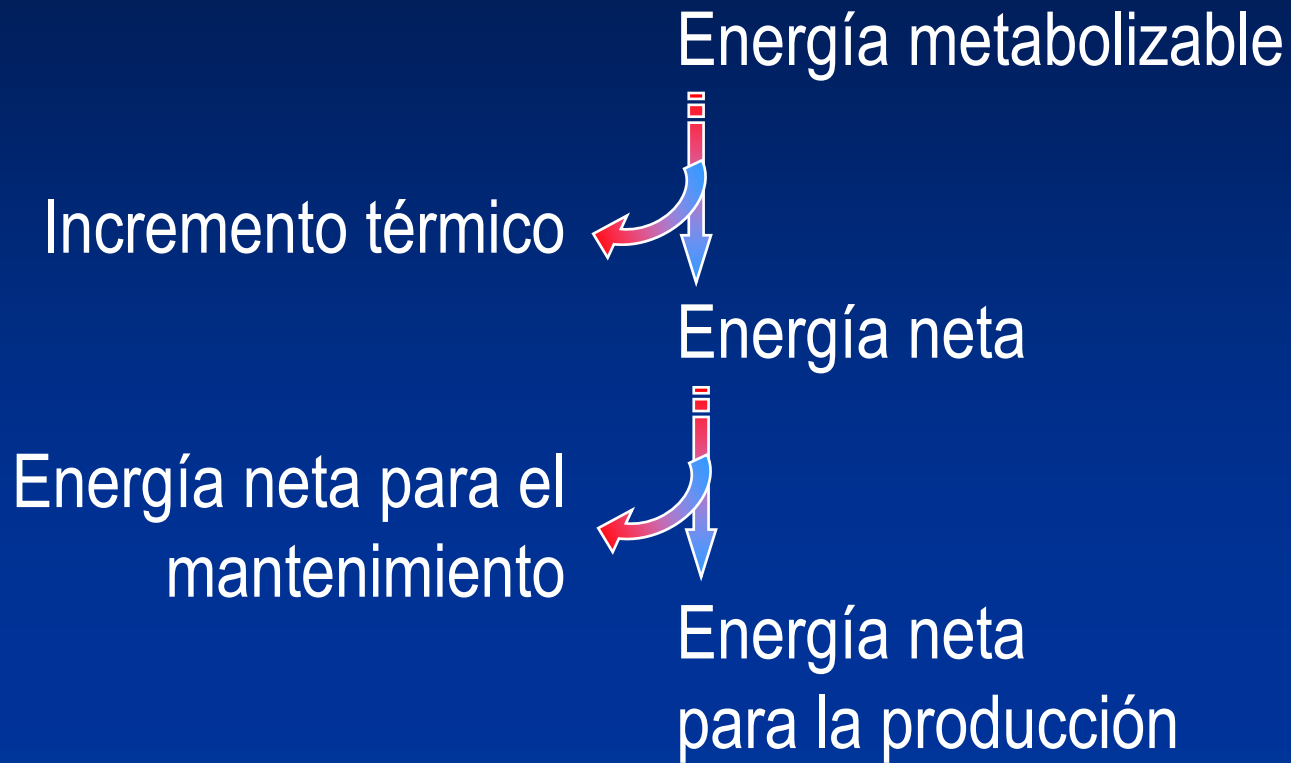 Energía metabolizable
Incremento térmico
Energía neta
Energía neta para el
mantenimiento
Energía neta
para la producción